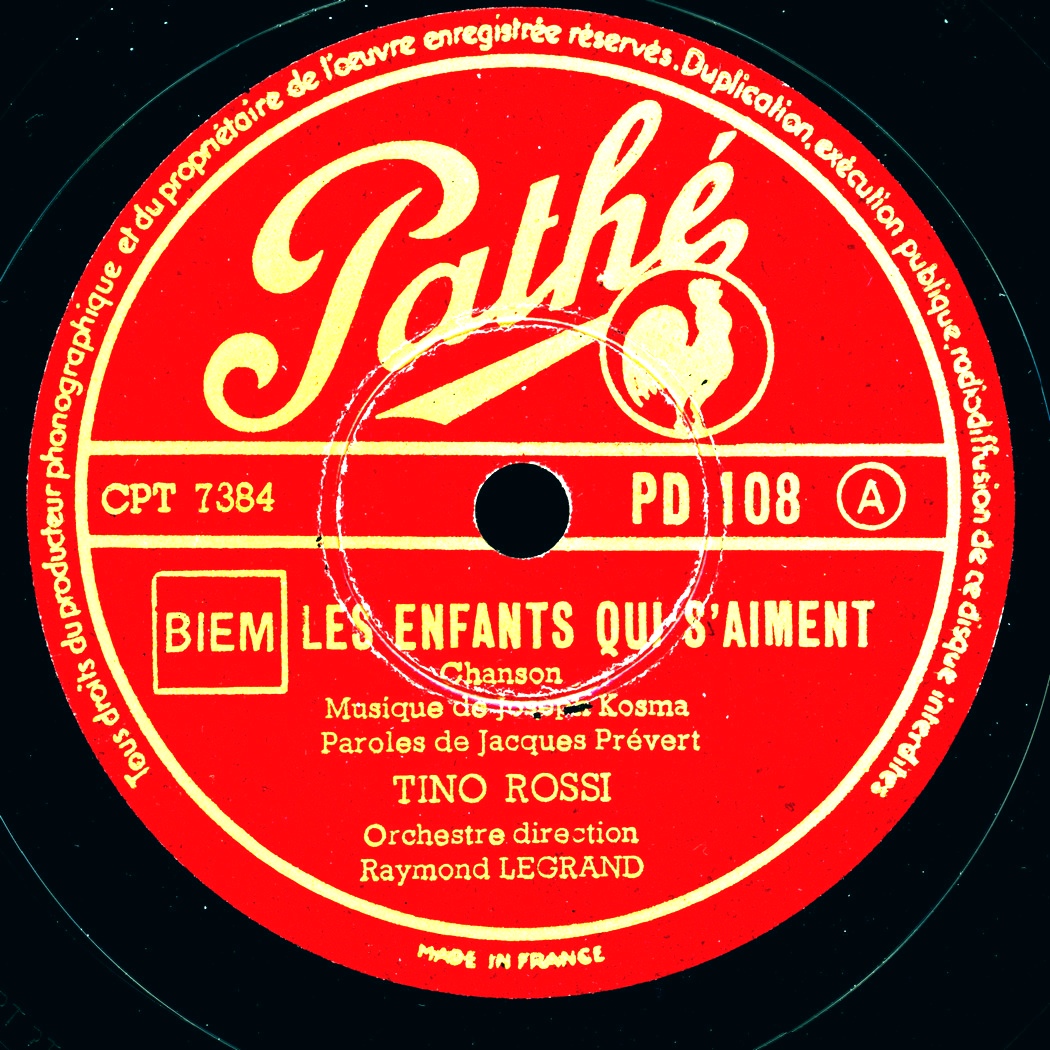 Tous droits du producteur phonographique et du propriétaire de l'œuvre enregistrée réservés. Duplication, exécution publique, radiodiffusion de ce disque interdites
Pathé
CPT 7384
PD 108 A
BIEM
LES ENFANTS QUI S'AIMENT
Chanson
Musique de Joseph Kosma
Paroles de Jacques Prévert
TINO ROSSI
Orchestre direction
Raymond LEGRAND
MADE IN FRANCE